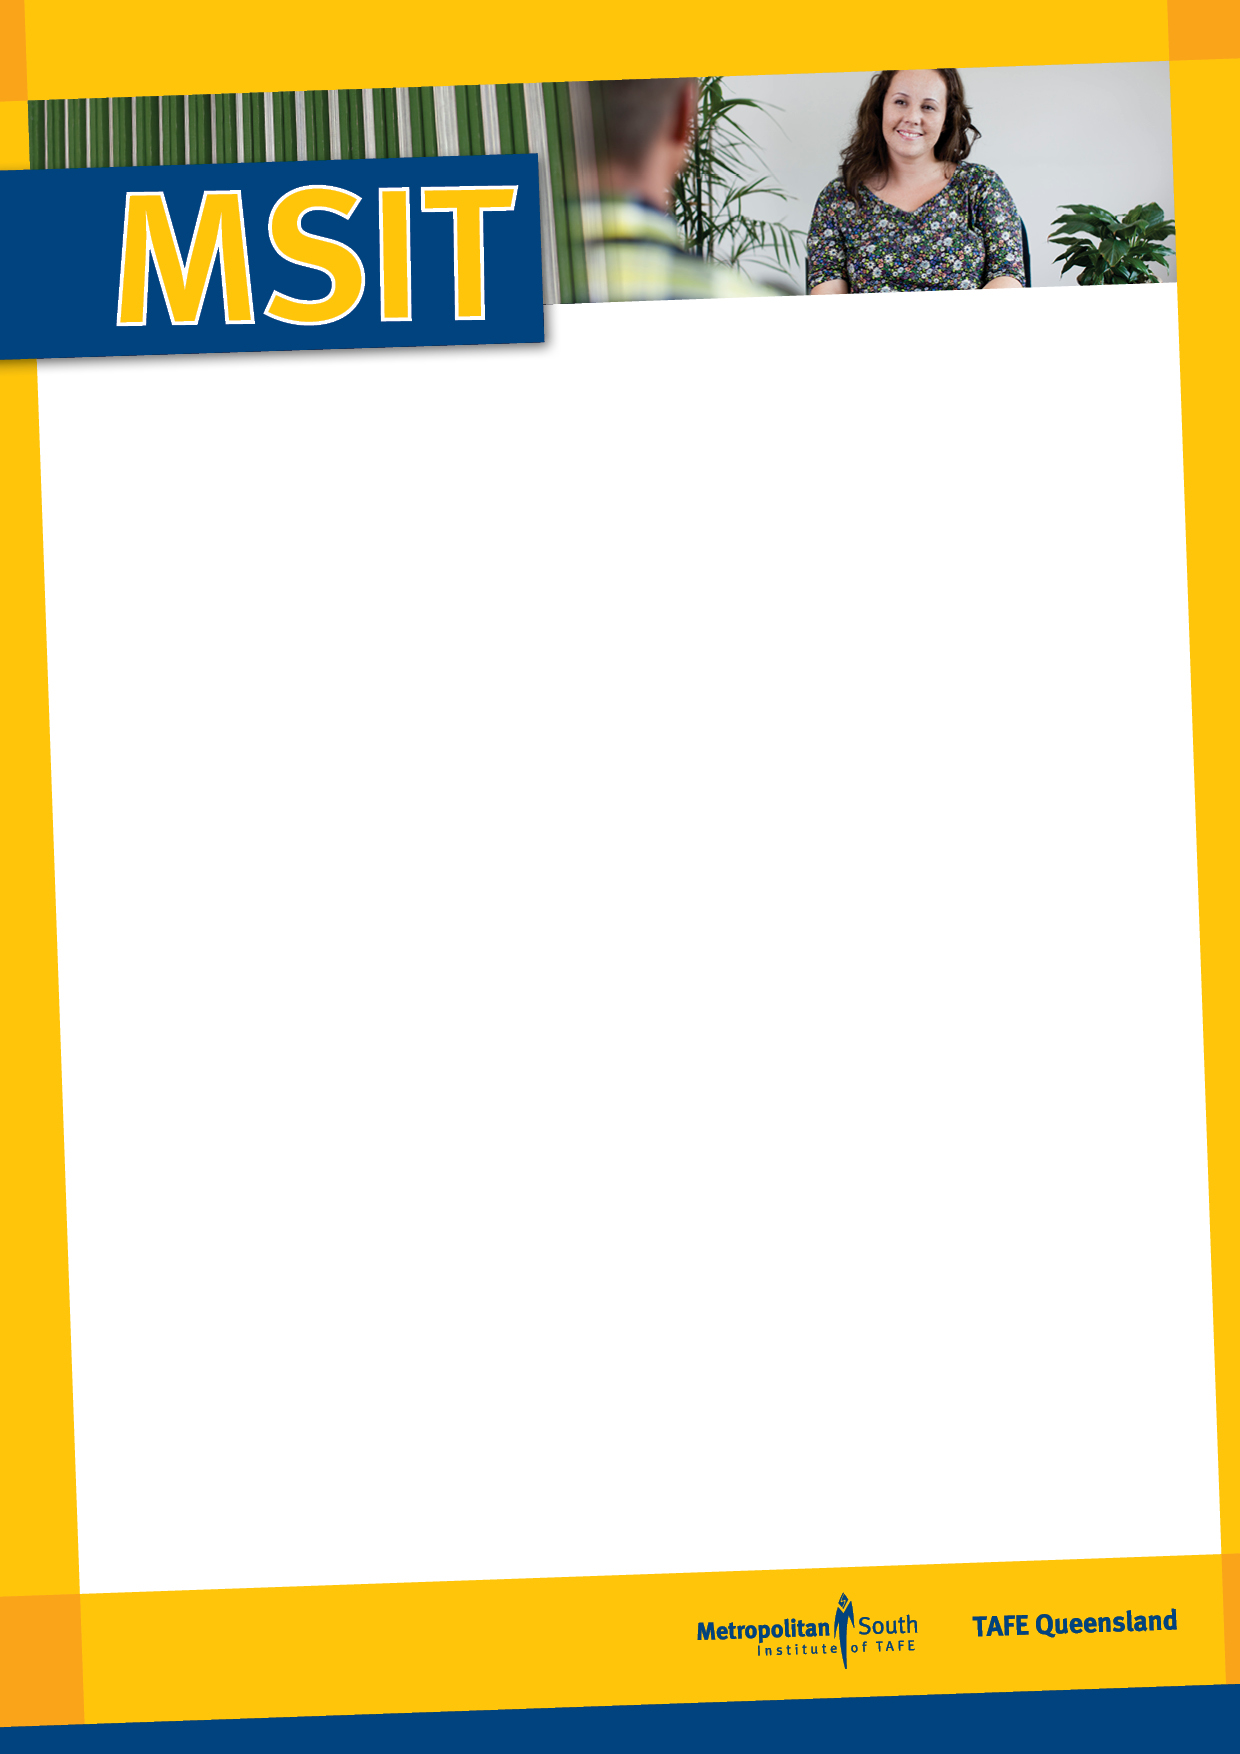 MSIT
Metropolitan South
Institute of TAFE
TAFE Queensland